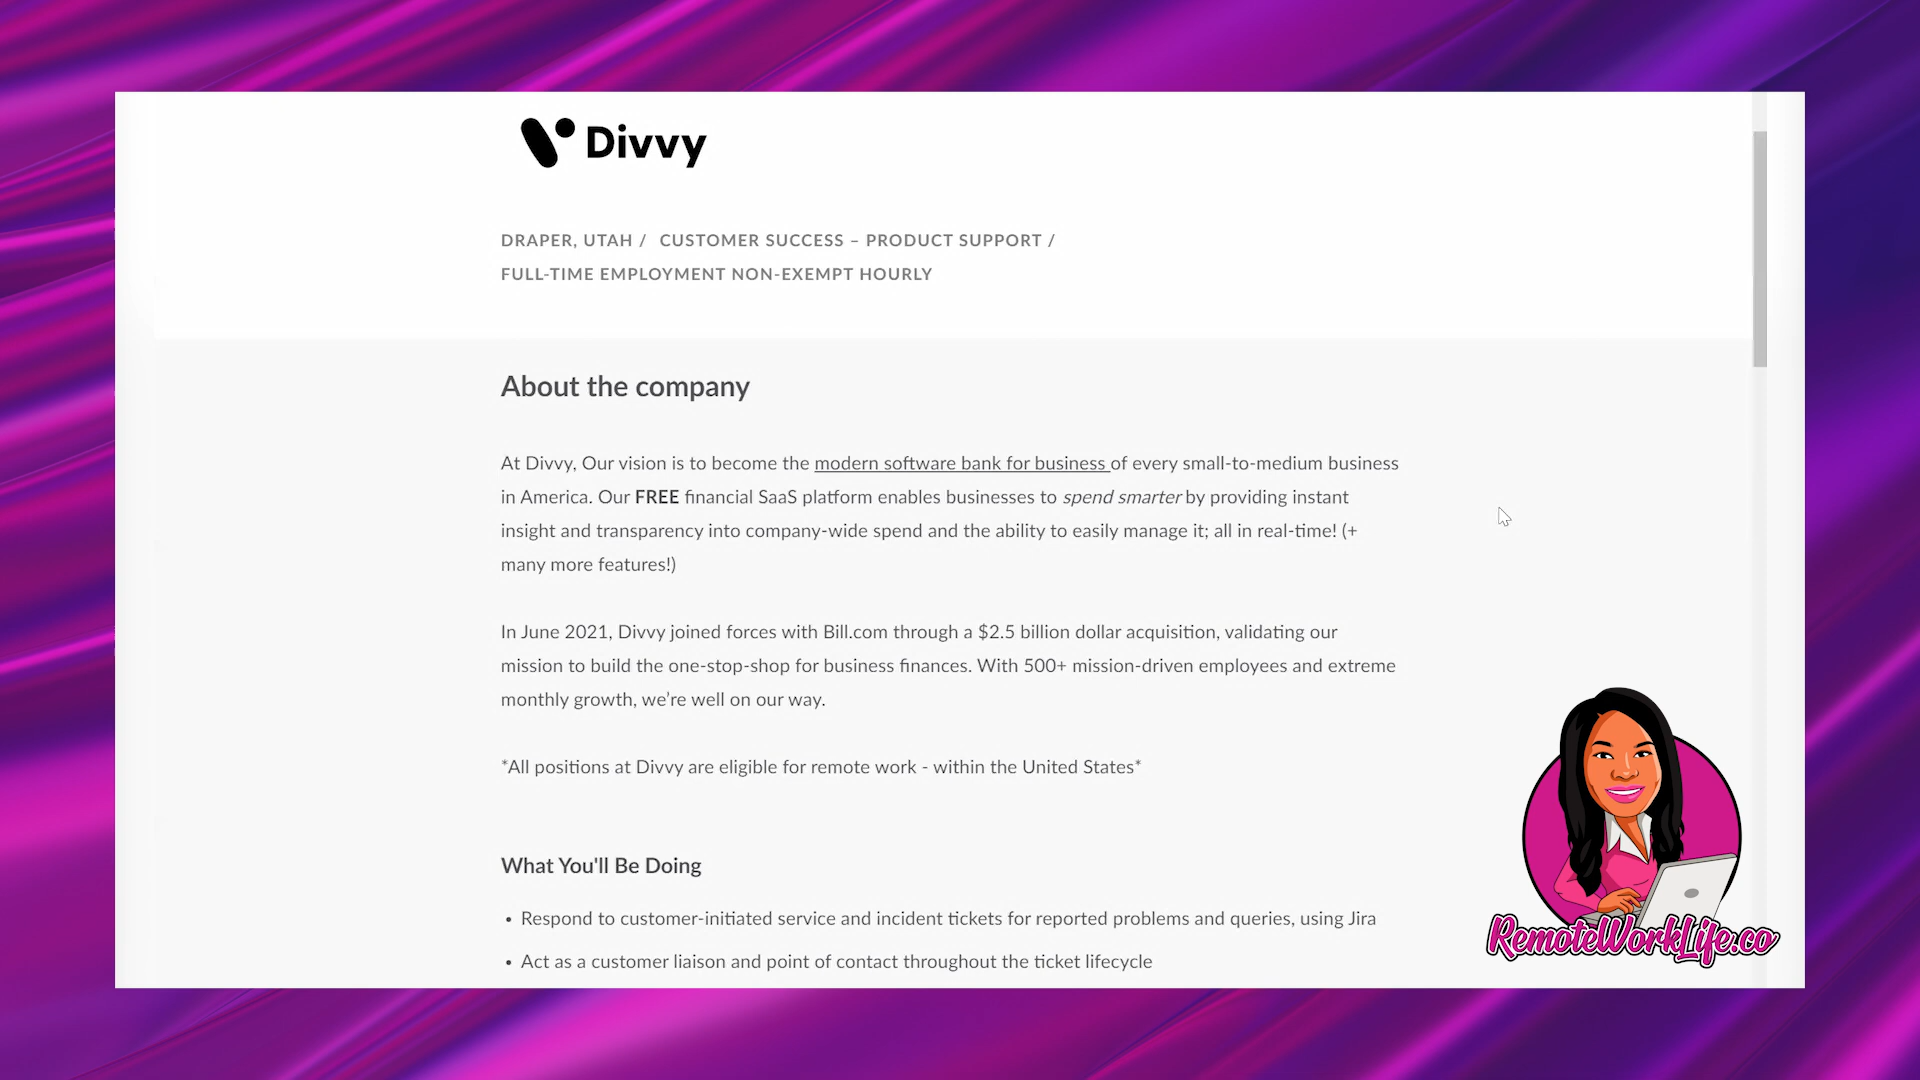 Divvy
DRAPER, UTAH / CUSTOMER SUCCESS – PRODUCT SUPPORT /
FULL-TIME EMPLOYMENT NON-EXEMPT HOURLY
About the company
At Divvy, Our vision is to become the modern software bank for business of every small-to-medium business
in America. Our FREE financial SaaS platform enables businesses to spend smarter by providing instant
insight and transparency into company-wide spend and the ability to easily manage it; all in real-time! (+
many more features!)
In June 2021, Divvy joined forces with Bill.com through a $2.5 billion dollar acquisition, validating our
mission to build the one-stop-shop for business finances. With 500+ mission-driven employees and extreme
monthly growth, we’re well on our way.
*All positions at Divvy are eligible for remote work - within the United States*
What You'll Be Doing
• Respond to customer-initiated service and incident tickets for reported problems and queries, using Jira
• Act as a customer liaison and point of contact throughout the ticket lifecycle
RemoteWorkLife.co